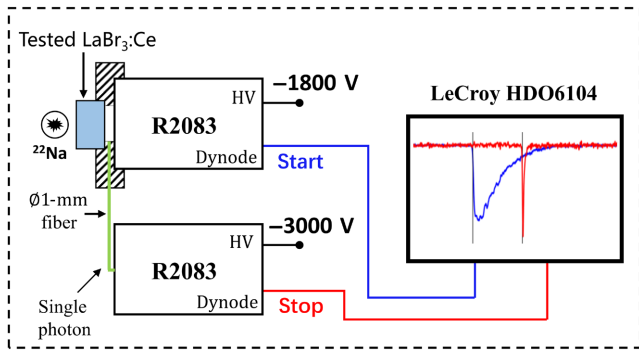 Tested LaBr₃:Ce
−1800 V
HV
R2083
Dynode
Start
²²Na
LeCroy HDO6104
Ø1-mm
fiber
−3000 V
HV
R2083
Dynode
Stop
Single
photon